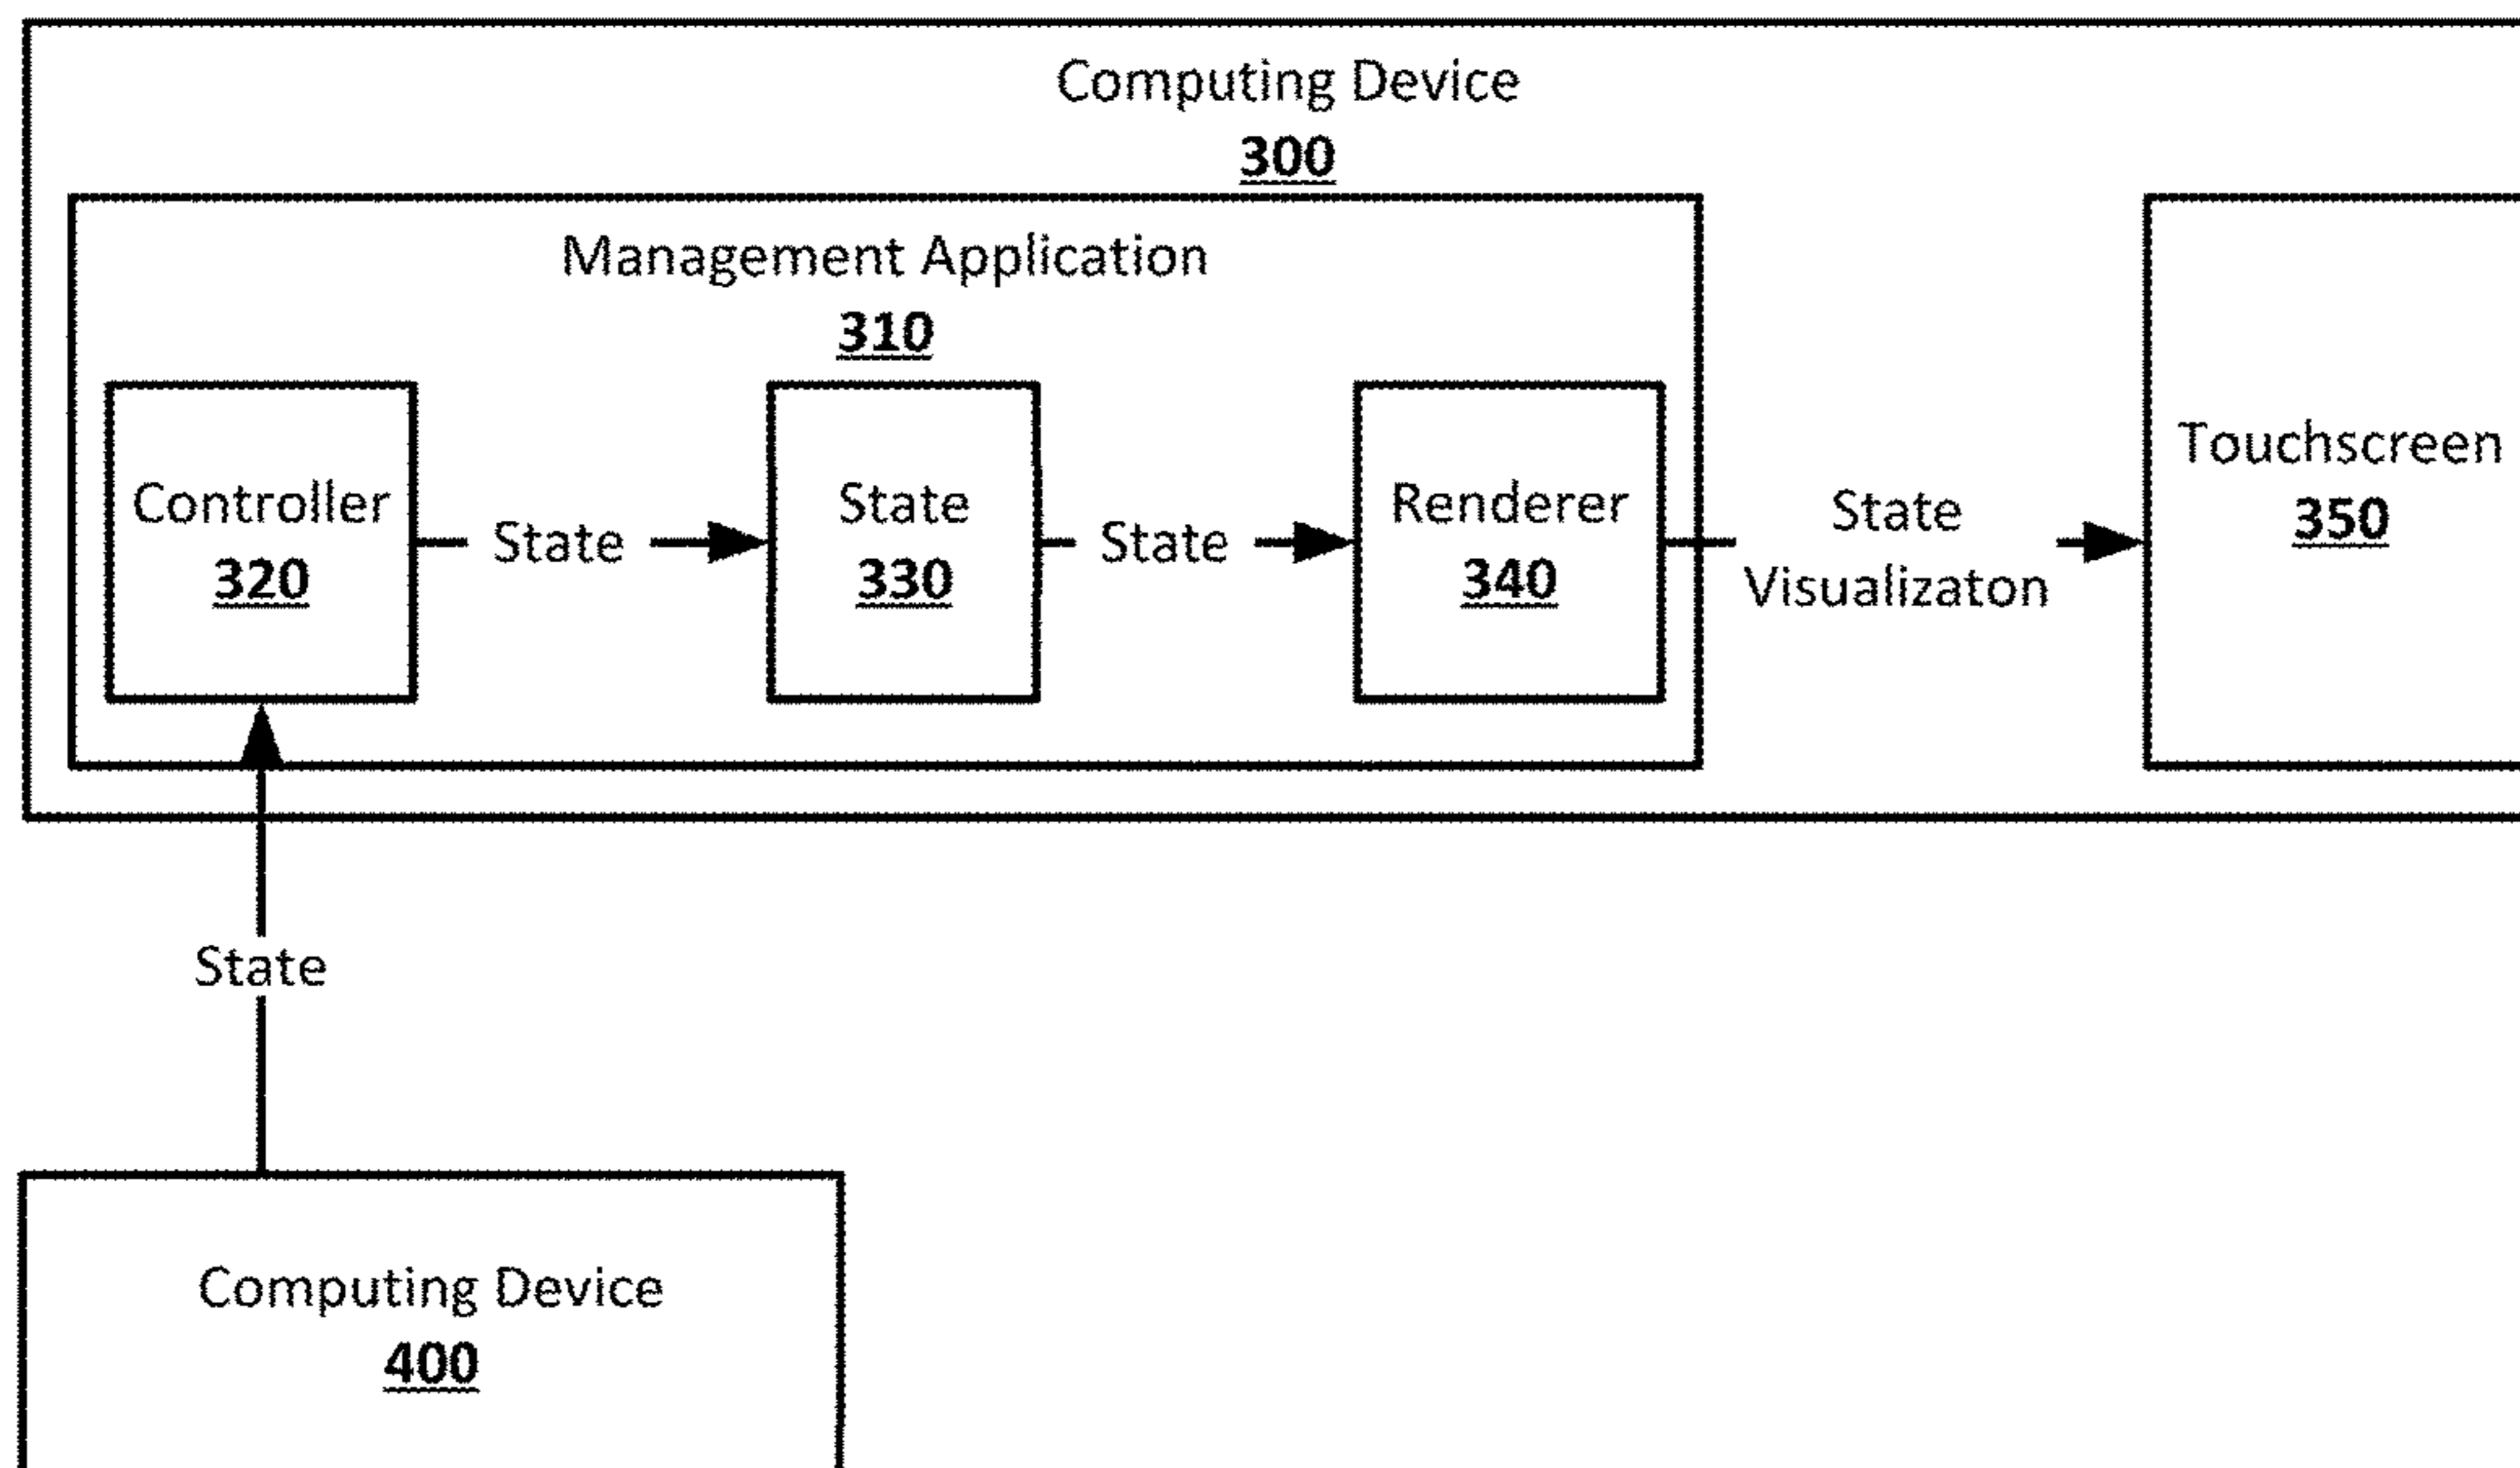 Computing Device
300
Management Application
310
Controller
320
State
State
330
State
Renderer
340
State
Visualizaton
Touchscreen
350
State
Computing Device
400